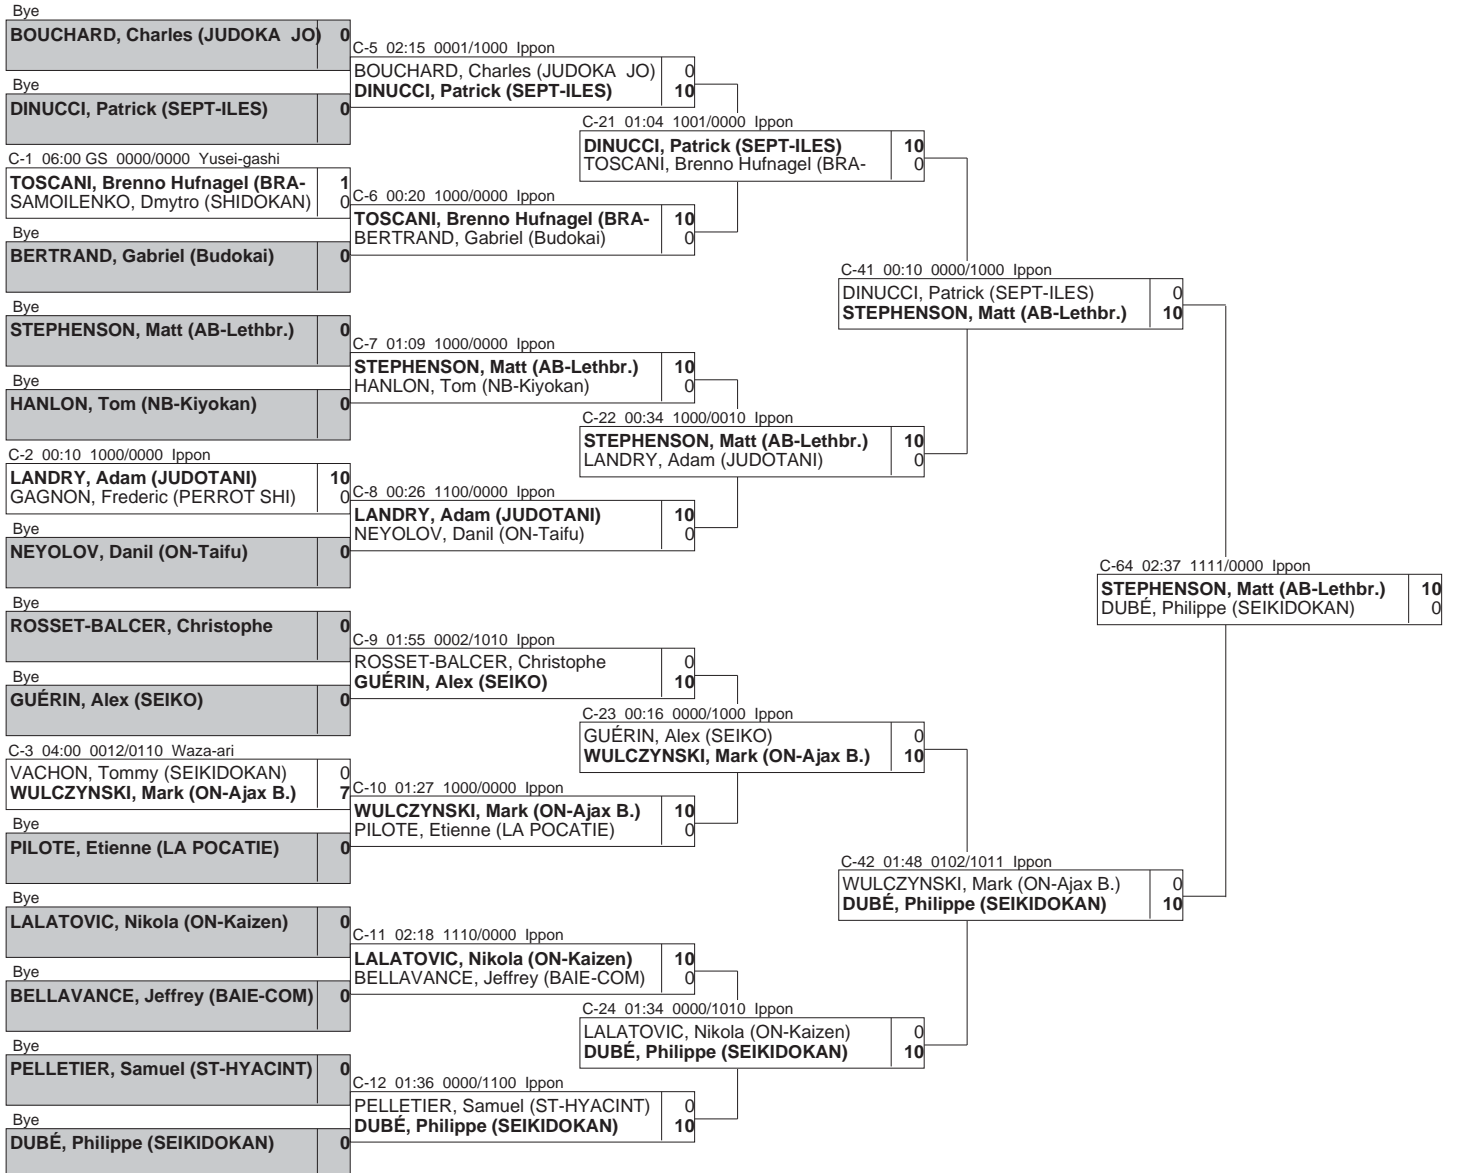 Bye
BOUCHARD, Charles (JUDOKA JO) 0
Bye
DINUCCI, Patrick (SEPT-ILES) 0
C-1 06:00 GS 0000/0000 Yusei-gashi
TOSCANI, Brenno Hufnagel (BRA- 1
SAMOILENKO, Dmytro (SHIDOKAN) 0
Bye
BERTRAND, Gabriel (Budokai) 0
Bye
STEPHENSON, Matt (AB-Lethbr.) 0
Bye
HANLON, Tom (NB-Kiyokan) 0
C-2 00:10 1000/0000 Ippon
LANDRY, Adam (JUDOTANI) 10
GAGNON, Frederic (PERROT SHI) 0
Bye
NEYOLOV, Danil (ON-Taifu) 0
Bye
ROSSET-BALCER, Christophe 0
Bye
GUÉRIN, Alex (SEIKO) 0
C-3 04:00 0012/0110 Waza-ari
VACHON, Tommy (SEIKIDOKAN) 0
WULCZYNSKI, Mark (ON-Ajax B.) 7
Bye
PILOTE, Etienne (LA POCATIE) 0
Bye
LALATOVIC, Nikola (ON-Kaizen) 0
Bye
BELLAVANCE, Jeffrey (BAIE-COM) 0
Bye
PELLETIER, Samuel (ST-HYACINT) 0
Bye
DUBÉ, Philippe (SEIKIDOKAN) 0
C-5 02:15 0001/1000 Ippon
BOUCHARD, Charles (JUDOKA JO) 0
DINUCCI, Patrick (SEPT-ILES) 10
C-6 00:20 1000/0000 Ippon
TOSCANI, Brenno Hufnagel (BRA- 10
BERTRAND, Gabriel (Budokai) 0
C-7 01:09 1000/0000 Ippon
STEPHENSON, Matt (AB-Lethbr.) 10
HANLON, Tom (NB-Kiyokan) 0
C-8 00:26 1100/0000 Ippon
LANDRY, Adam (JUDOTANI) 10
NEYOLOV, Danil (ON-Taifu) 0
C-9 01:55 0002/1010 Ippon
ROSSET-BALCER, Christophe 0
GUÉRIN, Alex (SEIKO) 10
C-10 01:27 1000/0000 Ippon
WULCZYNSKI, Mark (ON-Ajax B.) 10
PILOTE, Etienne (LA POCATIE) 0
C-11 02:18 1110/0000 Ippon
LALATOVIC, Nikola (ON-Kaizen) 10
BELLAVANCE, Jeffrey (BAIE-COM) 0
C-12 01:36 0000/1100 Ippon
PELLETIER, Samuel (ST-HYACINT) 0
DUBÉ, Philippe (SEIKIDOKAN) 10
C-21 01:04 1001/0000 Ippon
DINUCCI, Patrick (SEPT-ILES) 10
TOSCANI, Brenno Hufnagel (BRA- 0
C-22 00:34 1000/0010 Ippon
STEPHENSON, Matt (AB-Lethbr.) 10
LANDRY, Adam (JUDOTANI) 0
C-23 00:16 0000/1000 Ippon
GUÉRIN, Alex (SEIKO) 0
WULCZYNSKI, Mark (ON-Ajax B.) 10
C-24 01:34 0000/1010 Ippon
LALATOVIC, Nikola (ON-Kaizen) 0
DUBÉ, Philippe (SEIKIDOKAN) 10
C-41 00:10 0000/1000 Ippon
DINUCCI, Patrick (SEPT-ILES) 0
STEPHENSON, Matt (AB-Lethbr.) 10
C-42 01:48 0102/1011 Ippon
WULCZYNSKI, Mark (ON-Ajax B.) 0
DUBÉ, Philippe (SEIKIDOKAN) 10
C-64 02:37 1111/0000 Ippon
STEPHENSON, Matt (AB-Lethbr.) 10
DUBÉ, Philippe (SEIKIDOKAN) 0